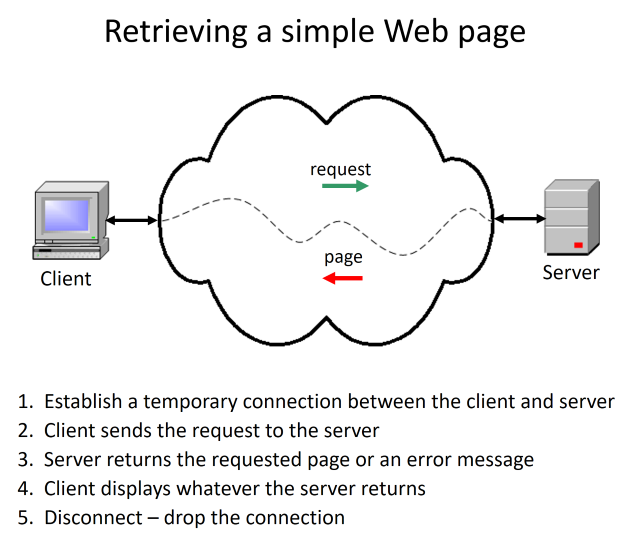 Retrieving a simple Web page
request
page
Client
Server
1. Establish a temporary connection between the client and server
2. Client sends the request to the server
3. Server returns the requested page or an error message
4. Client displays whatever the server returns
5. Disconnect – drop the connection